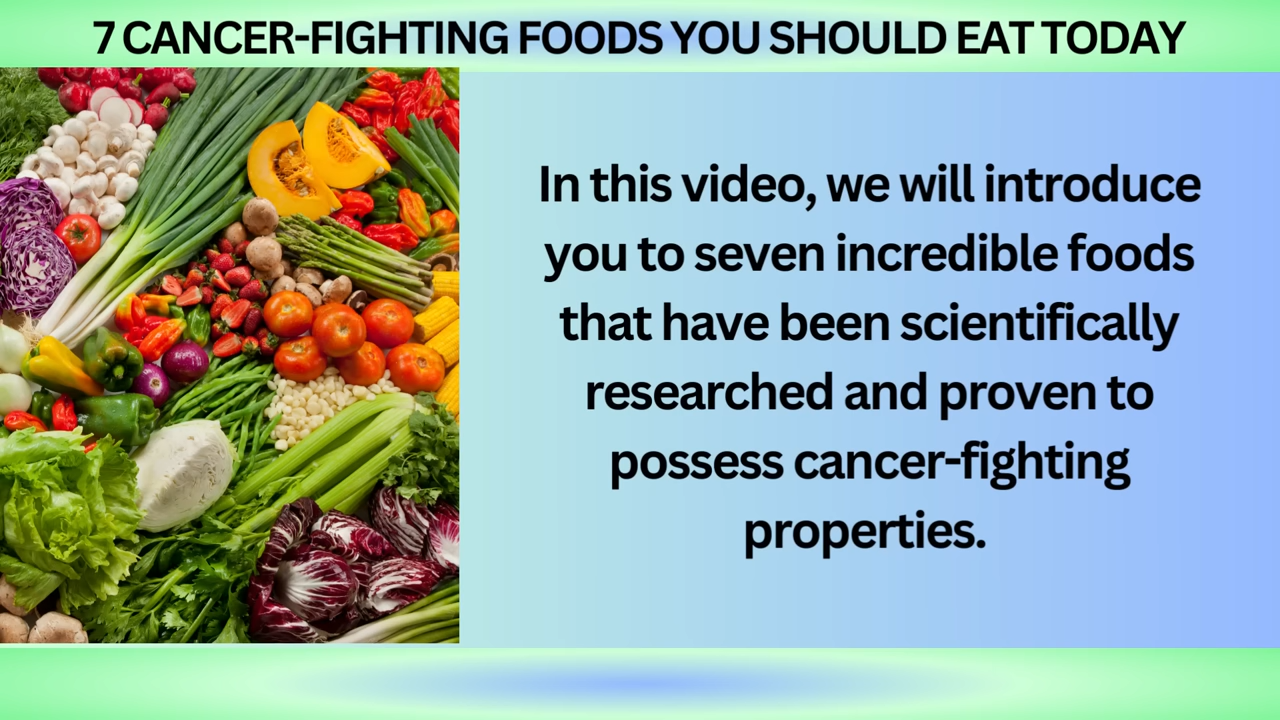 7 CANCER-FIGHTING FOODS YOU SHOULD EAT TODAY
In this video, we will introduce
you to seven incredible foods
that have been scientifically
researched and proven to
possess cancer-fighting
properties.